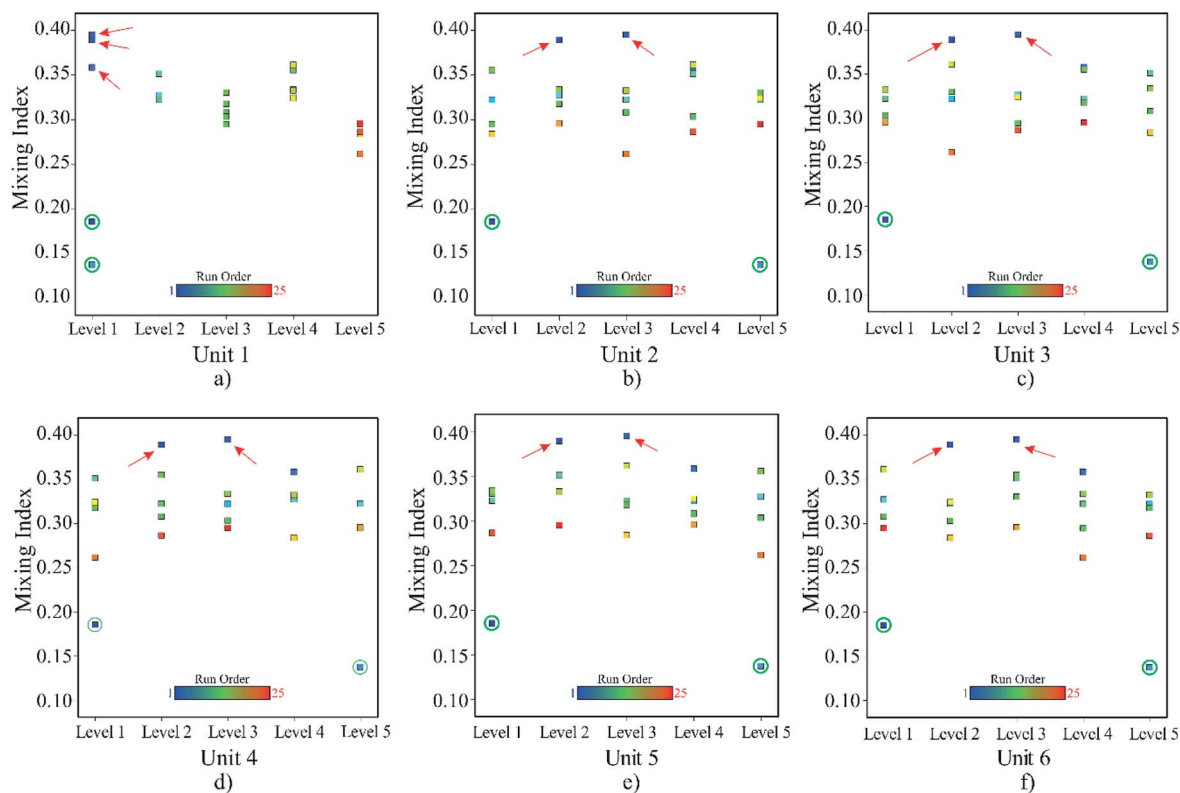 0.40
0.35
0.30
0.25
0.20
0.15
0.10
Mixing Index
Run Order
1 25
Level 1 Level 2 Level 3 Level 4 Level 5
Unit 1
a)
0.40
0.35
0.30
0.25
0.20
0.15
0.10
Mixing Index
Run Order
1 25
Level 1 Level 2 Level 3 Level 4 Level 5
Unit 2
b)
0.40
0.35
0.30
0.25
0.20
0.15
0.10
Mixing Index
Run Order
1 25
Level 1 Level 2 Level 3 Level 4 Level 5
Unit 3
c)
0.40
0.35
0.30
0.25
0.20
0.15
0.10
Mixing Index
Run Order
1 25
Level 1 Level 2 Level 3 Level 4 Level 5
Unit 4
d)
0.40
0.35
0.30
0.25
0.20
0.15
0.10
Mixing Index
Run Order
1 25
Level 1 Level 2 Level 3 Level 4 Level 5
Unit 5
e)
0.40
0.35
0.30
0.25
0.20
0.15
0.10
Mixing Index
Run Order
1 25
Level 1 Level 2 Level 3 Level 4 Level 5
Unit 6
f)